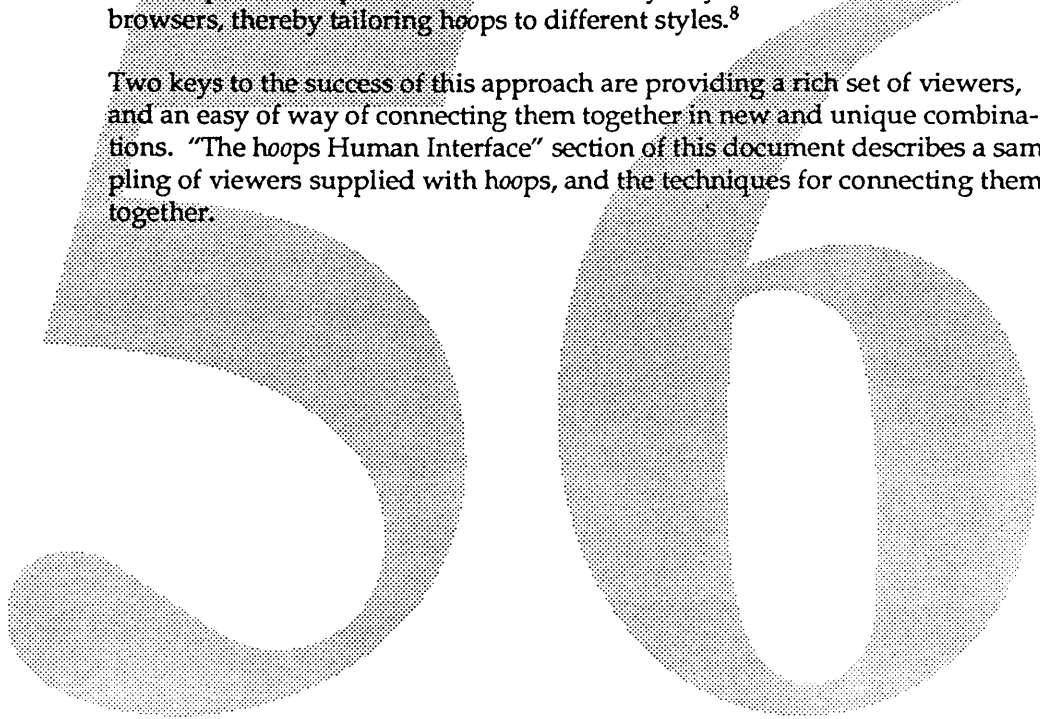 browsers, thereby tailoring hoops to different styles.8
Two keys to the success of this approach are providing a rich set of viewers,
and an easy of way of connecting them together in new and unique combina-
tions. "The hoops Human Interface" section of this document describes a sam
pling of viewers supplied with hoops, and the techniques for connecting them
together.
56